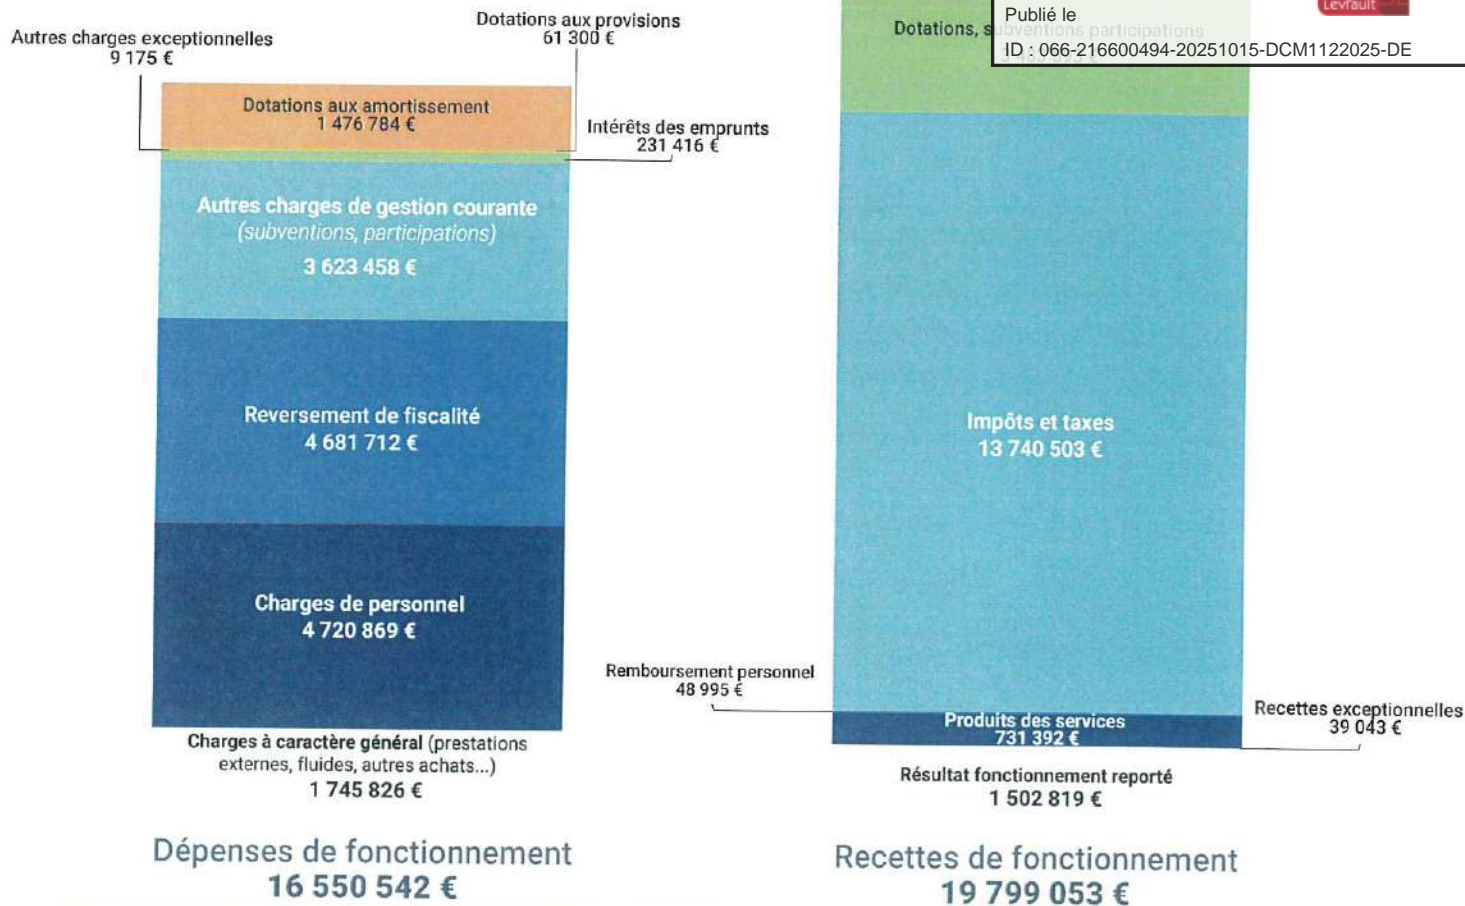 Autres charges exceptionnelles
9 175 €
Dotations aux provisions
61 300 €
Dotations aux amortissement
1 476 784 €
Intérêts des emprunts
231 416 €
Autres charges de gestion courante
(subventions, participations)
3 623 458 €
Reversement de fiscalité
4 681 712 €
Charges de personnel
4 720 869 €
Charges à caractère général (prestations
externes, fluides, autres achats...)
1 745 826 €
Dépenses de fonctionnement
16 550 542 €
Publié le
Levrault
Dotations, subventions participations
ID : 066-216600494-20251015-DCM1122025-DE
Impôts et taxes
13 740 503 €
Remboursement personnel
48 995 €
Produits des services
731 392 €
Recettes exceptionnelles
39 043 €
Résultat fonctionnement reporté
1 502 819 €
Recettes de fonctionnement
19 799 053 €